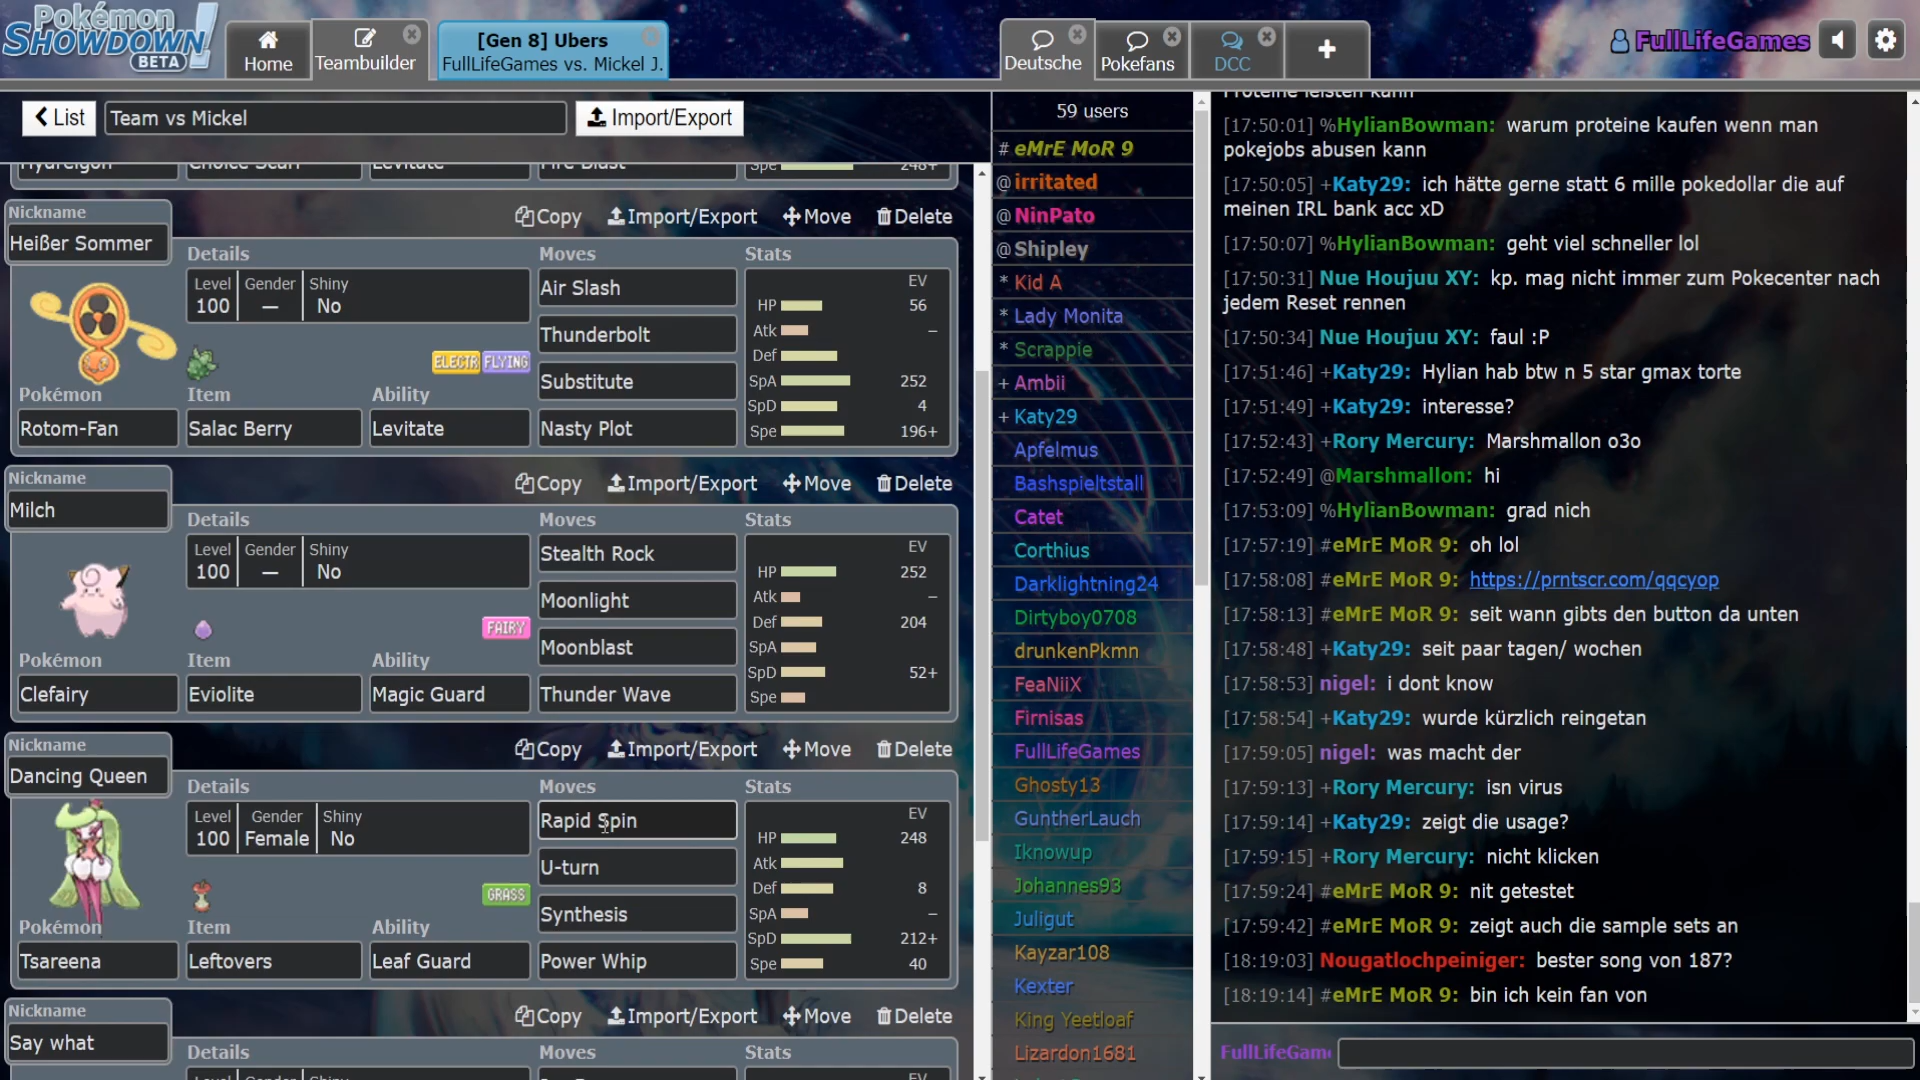 Pokémon
SHOWDOWN!
BETA
Home
Teambuilder
[Gen 8] Ubers
FullLifeGames vs. Mickel J.
Deutsche
Pokefans
DCC
FullLifeGames
List
Team vs Mickel
Import/Export
Hydreigon
Choice Scarf
Levitate
Fire Blast
Spe 248+
Nickname
Heißer Sommer
Copy Import/Export Move Delete
Details Moves Stats
Level Gender Shiny
100 — No
Air Slash
Thunderbolt
Substitute
Nasty Plot
ELECTR FLYING
Pokémon Item Ability
Rotom-Fan Salac Berry Levitate
EV
HP 56
Atk –
Def
SpA 252
SpD 4
Spe 196+
Nickname
Milch
Copy Import/Export Move Delete
Details Moves Stats
Level Gender Shiny
100 — No
Stealth Rock
Moonlight
Moonblast
Thunder Wave
FAIRY
Pokémon Item Ability
Clefairy Eviolite Magic Guard
EV
HP 252
Atk –
Def 204
SpA
SpD 52+
Spe
Nickname
Dancing Queen
Copy Import/Export Move Delete
Details Moves Stats
Level Gender Shiny
100 Female No
Rapid Spin
U-turn
Synthesis
Power Whip
GRASS
Pokémon Item Ability
Tsareena Leftovers Leaf Guard
EV
HP 248
Atk
Def 8
SpA –
SpD 212+
Spe 40
Nickname
Say what
Copy Import/Export Move Delete
Details Moves Stats
Level Gender Shiny
EV
59 users
# eMrE MoR 9
@ irritated
@ NinPato
@ Shipley
* Kid A
* Lady Monita
* Scrappie
+ Ambii
+ Katy29
Apfelmus
Bashspieltstall
Catet
Corthius
Darklightning24
Dirtyboy0708
drunkenPkmn
FeaNiiX
Firnisas
FullLifeGames
Ghosty13
GuntherLauch
Iknowup
Johannes93
Juligut
Kayzar108
Kexter
King Yeetloaf
Lizardon1681
Proteine leisten kann
[17:50:01] %HylianBowman: warum proteine kaufen wenn man
pokejobs abusen kann
[17:50:05] +Katy29: ich hätte gerne statt 6 mille pokedollar die auf
meinen IRL bank acc xD
[17:50:07] %HylianBowman: geht viel schneller lol
[17:50:31] Nue Houjuu XY: kp. mag nicht immer zum Pokecenter nach
jedem Reset rennen
[17:50:34] Nue Houjuu XY: faul :P
[17:51:46] +Katy29: Hylian hab btw n 5 star gmax torte
[17:51:49] +Katy29: interesse?
[17:52:43] +Rory Mercury: Marshmallon o3o
[17:52:49] @Marshmallon: hi
[17:53:09] %HylianBowman: grad nich
[17:57:19] #eMrE MoR 9: oh lol
[17:58:08] #eMrE MoR 9: https://prntscr.com/qqcyop
[17:58:13] #eMrE MoR 9: seit wann gibts den button da unten
[17:58:48] +Katy29: seit paar tagen/ wochen
[17:58:53] nigel: i dont know
[17:58:54] +Katy29: wurde kürzlich reingetan
[17:59:05] nigel: was macht der
[17:59:13] +Rory Mercury: isn virus
[17:59:14] +Katy29: zeigt die usage?
[17:59:15] +Rory Mercury: nicht klicken
[17:59:24] #eMrE MoR 9: nit getestet
[17:59:42] #eMrE MoR 9: zeigt auch die sample sets an
[18:19:03] Nougatlochpeiniger: bester song von 187?
[18:19:14] #eMrE MoR 9: bin ich kein fan von
FullLifeGam